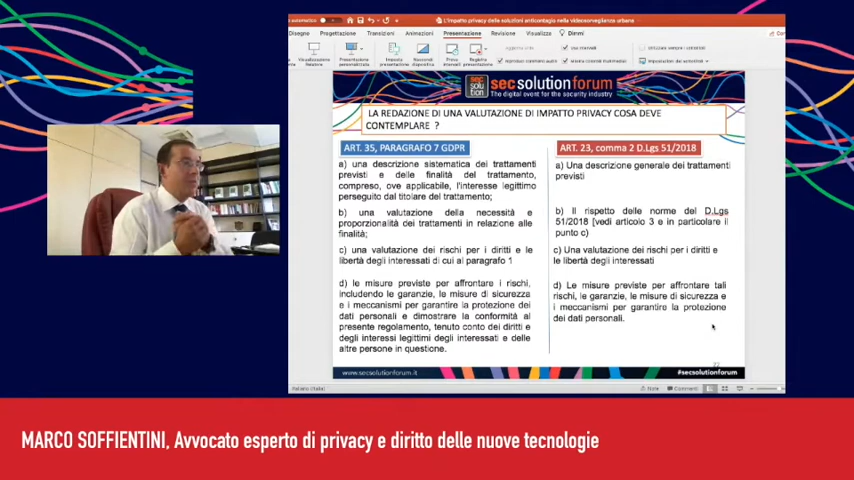 L'impatto privacy delle soluzioni anticontagio nella videosorveglianza urbana
Disegno Progettazione Transizioni Animazioni Presentazione Revisione Visualizza Dimmi
sec
solu
tion
secsolutionforum
The digital event for the security industry
LA REDAZIONE DI UNA VALUTAZIONE DI IMPATTO PRIVACY COSA DEVE
CONTEMPLARE ?
ART. 35, PARAGRAFO 7 GDPR
a) una descrizione sistematica dei trattamenti
previsti e delle finalità del trattamento,
compreso, ove applicabile, l'interesse legittimo
perseguito dal titolare del trattamento;
b) una valutazione della necessità e
proporzionalità dei trattamenti in relazione alle
finalità;
c) una valutazione dei rischi per i diritti e le
libertà degli interessati di cui al paragrafo 1
d) le misure previste per affrontare i rischi,
includendo le garanzie, le misure di sicurezza
e i meccanismi per garantire la protezione dei
dati personali e dimostrare la conformità al
presente regolamento, tenuto conto dei diritti e
degli interessi legittimi degli interessati e delle
altre persone in questione.
ART. 23, comma 2 D.Lgs 51/2018
a) Una descrizione generale dei trattamenti
previsti
b) Il rispetto delle norme del D.Lgs
51/2018 [vedi articolo 3 e in particolare il
punto c)
c) Una valutazione dei rischi per i diritti e
le libertà degli interessati
d) Le misure previste per affrontare tali
rischi, le garanzie, le misure di sicurezza e
i meccanismi per garantire la protezione
dei dati personali.
www.secsolutionforum.it
#secsolutionforum
Italiano (Italia)
Note Commenti
MARCO SOFFIENTINI, Avvocato esperto di privacy e diritto delle nuove tecnologie